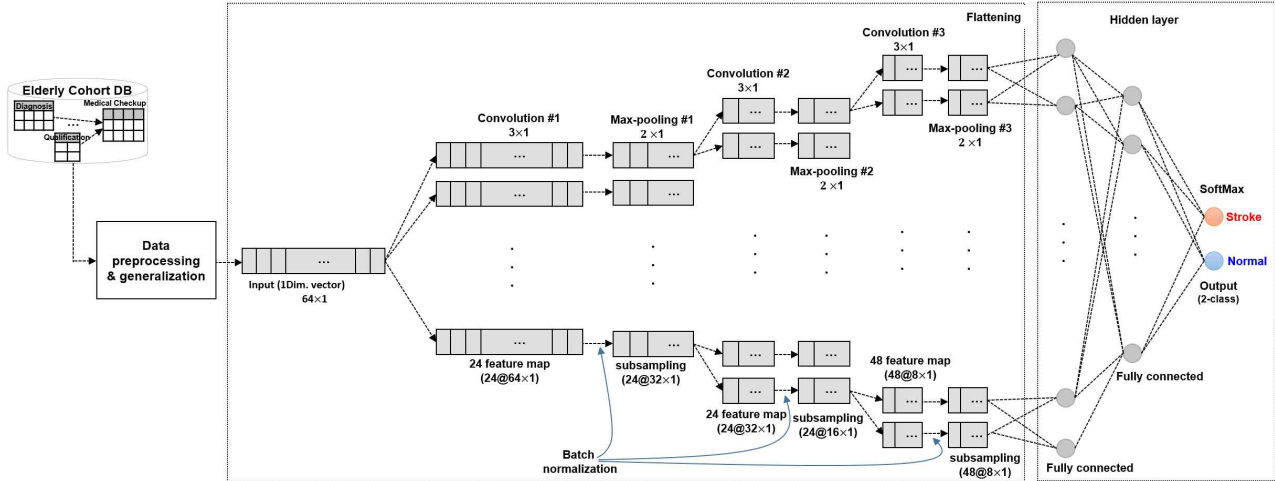 Elderly Cohort DB
Diagnosis
...
Medical Checkup
Qualification
Data
preprocessing
& generalization
...
Input (1Dim. vector)
64×1
Convolution #1
3×1
...
...
Max-pooling #1
2 ×1
...
...
Convolution #2
3×1
...
...
...
...
Max-pooling #2
2 ×1
Convolution #3
3×1
...
...
...
...
Max-pooling #3
2 ×1
Flattening
Hidden layer
SoftMax
Stroke
Normal
Output
(2-class)
...
24 feature map
(24@64×1)
...
subsampling
(24@32×1)
...
...
...
...
24 feature map
(24@32×1)
subsampling
(24@16×1)
48 feature map
(48@8×1)
...
...
...
...
subsampling
(48@8×1)
Batch
normalization
Fully connected
Fully connected